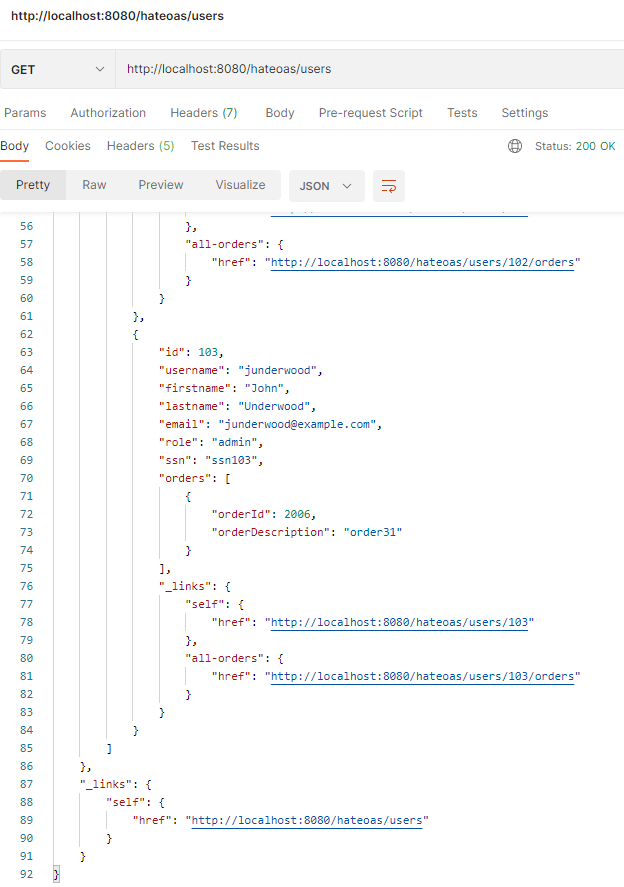 http://localhost:8080/hateoas/users
GET http://localhost:8080/hateoas/users
Params Authorization Headers (7) Body Pre-request Script Tests Settings
Body Cookies Headers (5) Test Results Status: 200 OK
Pretty Raw Preview Visualize JSON
56 },
57 "all-orders": {
58 "href": "http://localhost:8080/hateoas/users/102/orders"
59 }
60 }
61 },
62 {
63 "id": 103,
64 "username": "junderwood",
65 "firstname": "John",
66 "lastname": "Underwood",
67 "email": "junderwood@example.com",
68 "role": "admin",
69 "ssn": "ssn103",
70 "orders": [
71 {
72 "orderId": 2006,
73 "orderDescription": "order31"
74 }
75 ],
76 "_links": {
77 "self": {
78 "href": "http://localhost:8080/hateoas/users/103"
79 },
80 "all-orders": {
81 "href": "http://localhost:8080/hateoas/users/103/orders"
82 }
83 }
84 }
85 ]
86 },
87 "_links": {
88 "self": {
89 "href": "http://localhost:8080/hateoas/users"
90 }
91 }
92 }